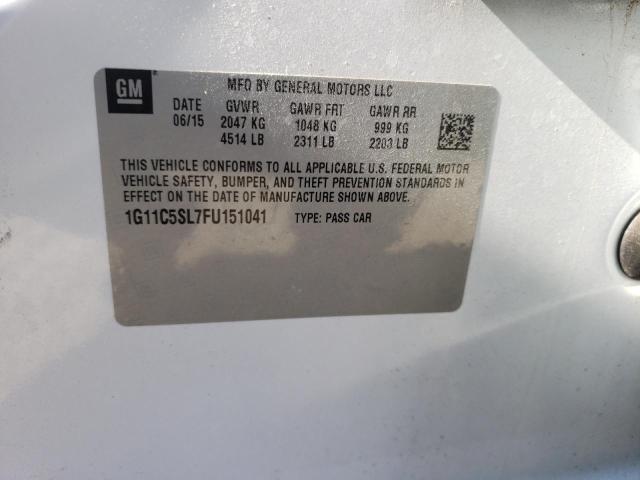 GM
MFD BY GENERAL MOTORS LLC
DATE GVWR GAWR FRT GAWR RR
06/15 2047 KG 1048 KG 999 KG
4514 LB 2311 LB 2203 LB
THIS VEHICLE CONFORMS TO ALL APPLICABLE U.S. FEDERAL MOTOR
VEHICLE SAFETY, BUMPER, AND THEFT PREVENTION STANDARDS IN
EFFECT ON THE DATE OF MANUFACTURE SHOWN ABOVE.
1G11C5SL7FU151041 TYPE: PASS CAR